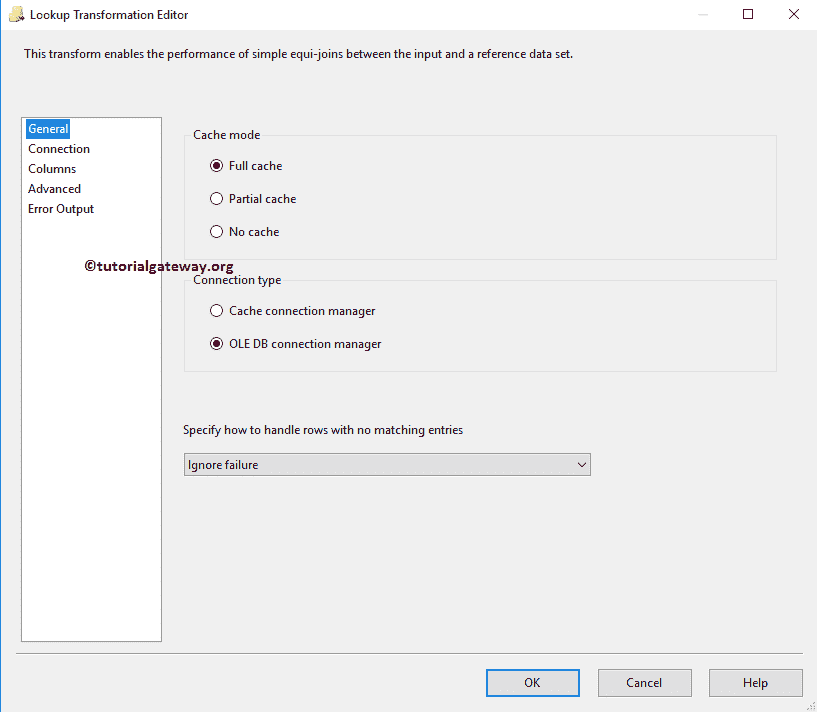 Lookup Transformation Editor
This transform enables the performance of simple equi-joins between the input and a reference data set.
General
Connection
Columns
Advanced
Error Output
Cache mode
Full cache
Partial cache
No cache
©tutorialgateway.org
Connection type
Cache connection manager
OLE DB connection manager
Specify how to handle rows with no matching entries
Ignore failure
OK
Cancel
Help